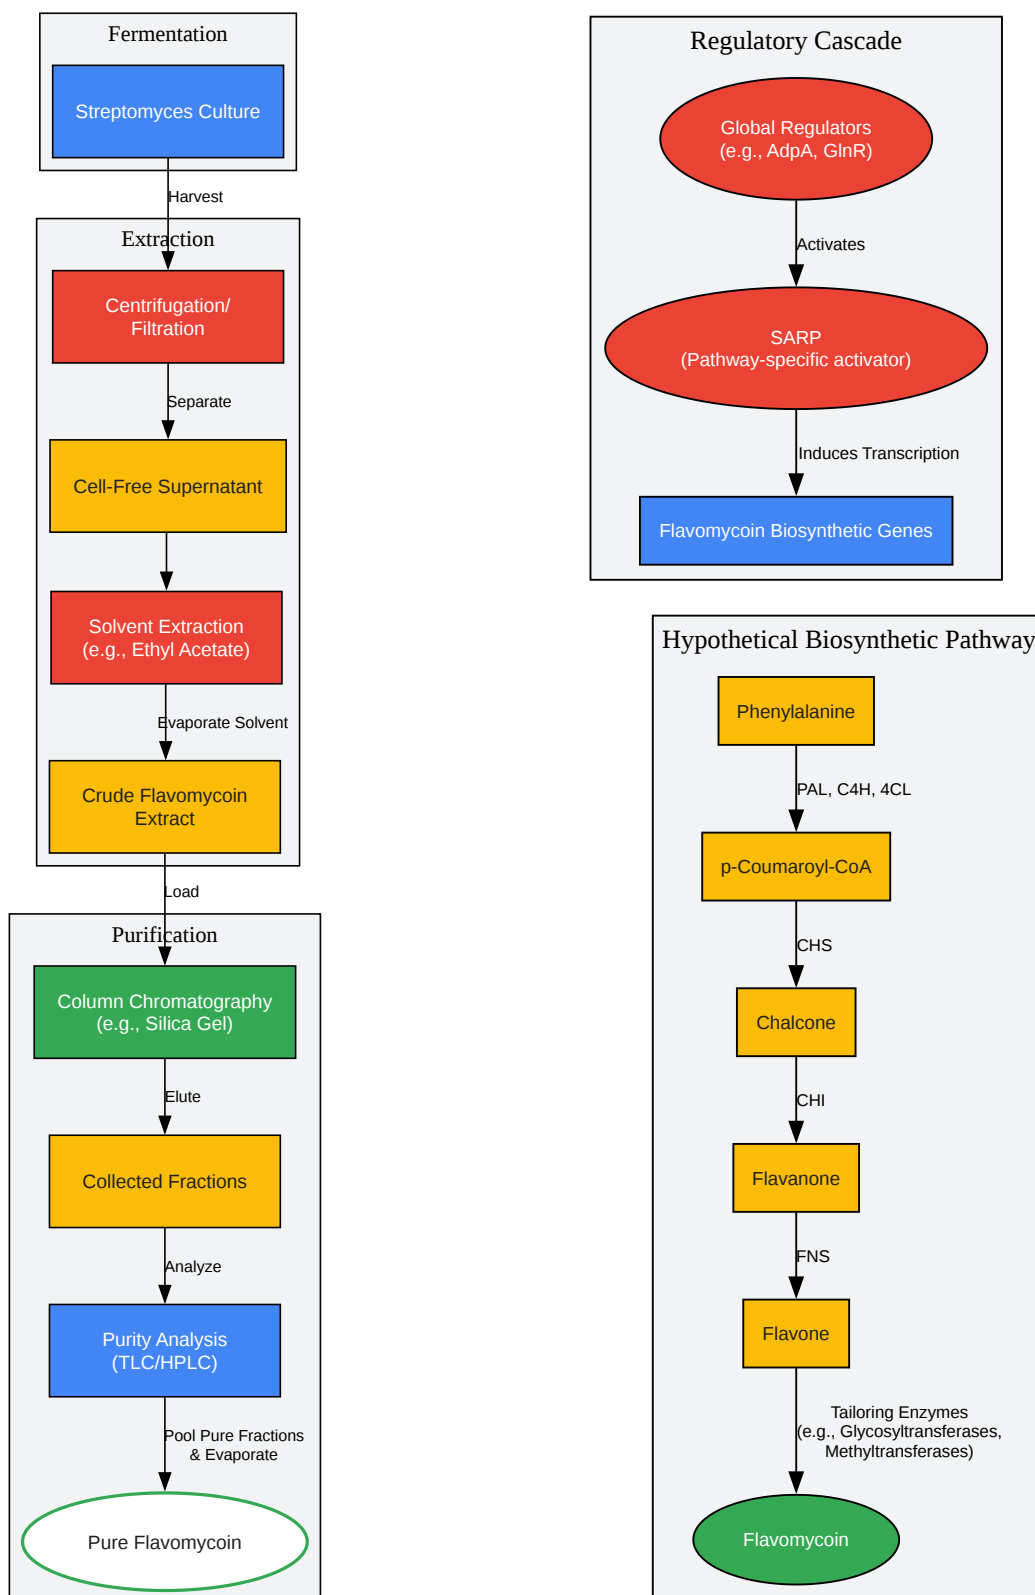 Fermentation
Streptomyces Culture
Harvest
Extraction
Centrifugation/
Filtration
Separate
Cell-Free Supernatant
Solvent Extraction
(e.g., Ethyl Acetate)
Evaporate Solvent
Crude Flavomycoin
Extract
Load
Purification
Column Chromatography
(e.g., Silica Gel)
Elute
Collected Fractions
Analyze
Purity Analysis
(TLC/HPLC)
Pool Pure Fractions
& Evaporate
Pure Flavomycoin
Regulatory Cascade
Global Regulators
(e.g., AdpA, GlnR)
Activates
SARP
(Pathway-specific activator)
Induces Transcription
Flavomycoin Biosynthetic Genes
Hypothetical Biosynthetic Pathway
Phenylalanine
PAL, C4H, 4CL
p-Coumaroyl-CoA
CHS
Chalcone
CHI
Flavanone
FNS
Flavone
Tailoring Enzymes
(e.g., Glycosyltransferases,
Methyltransferases)
Flavomycoin